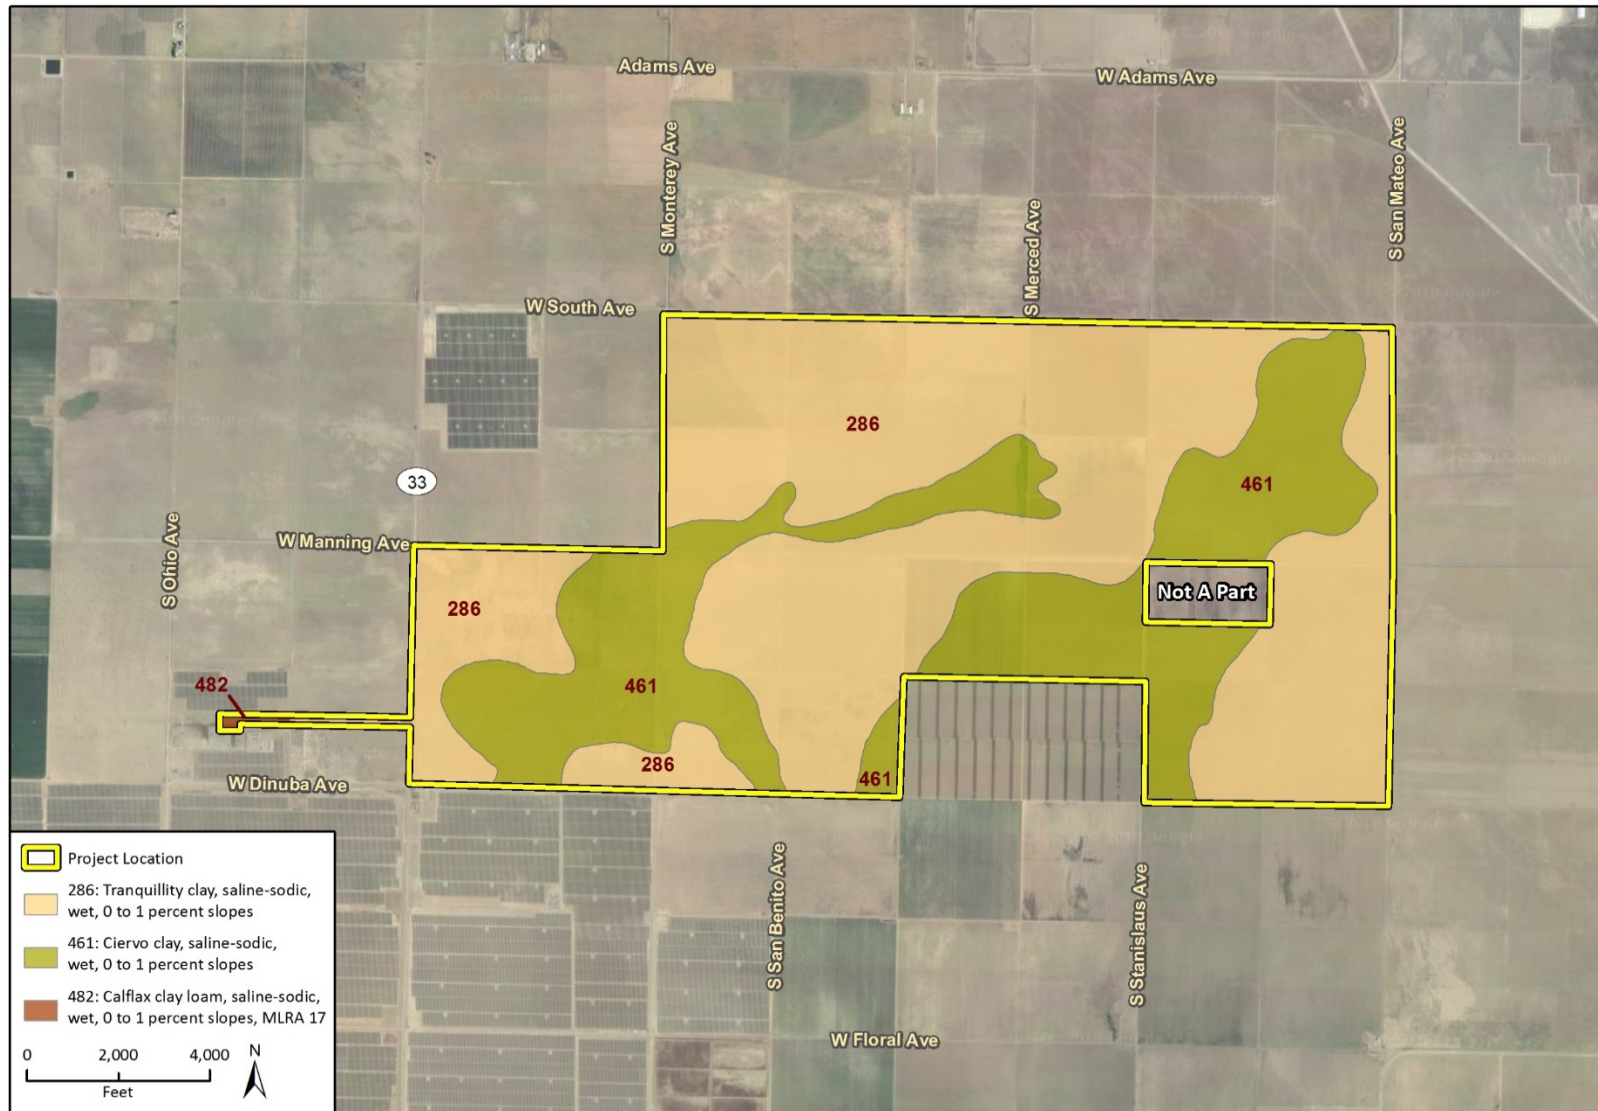 Adams Ave
W Adams Ave
S Monterey Ave
S San Mateo Ave
S Merced Ave
W South Ave
286
33
461
S Ohio Ave
W Manning Ave
Not A Part
286
482
461
286
461
W Dinuba Ave
S San Benito Ave
S Stanislaus Ave
W Floral Ave
Project Location
286: Tranquillity clay, saline-sodic,
wet, 0 to 1 percent slopes
461: Ciervo clay, saline-sodic,
wet, 0 to 1 percent slopes
482: Calflax clay loam, saline-sodic,
wet, 0 to 1 percent slopes, MLRA 17
0 2,000 4,000
Feet
N